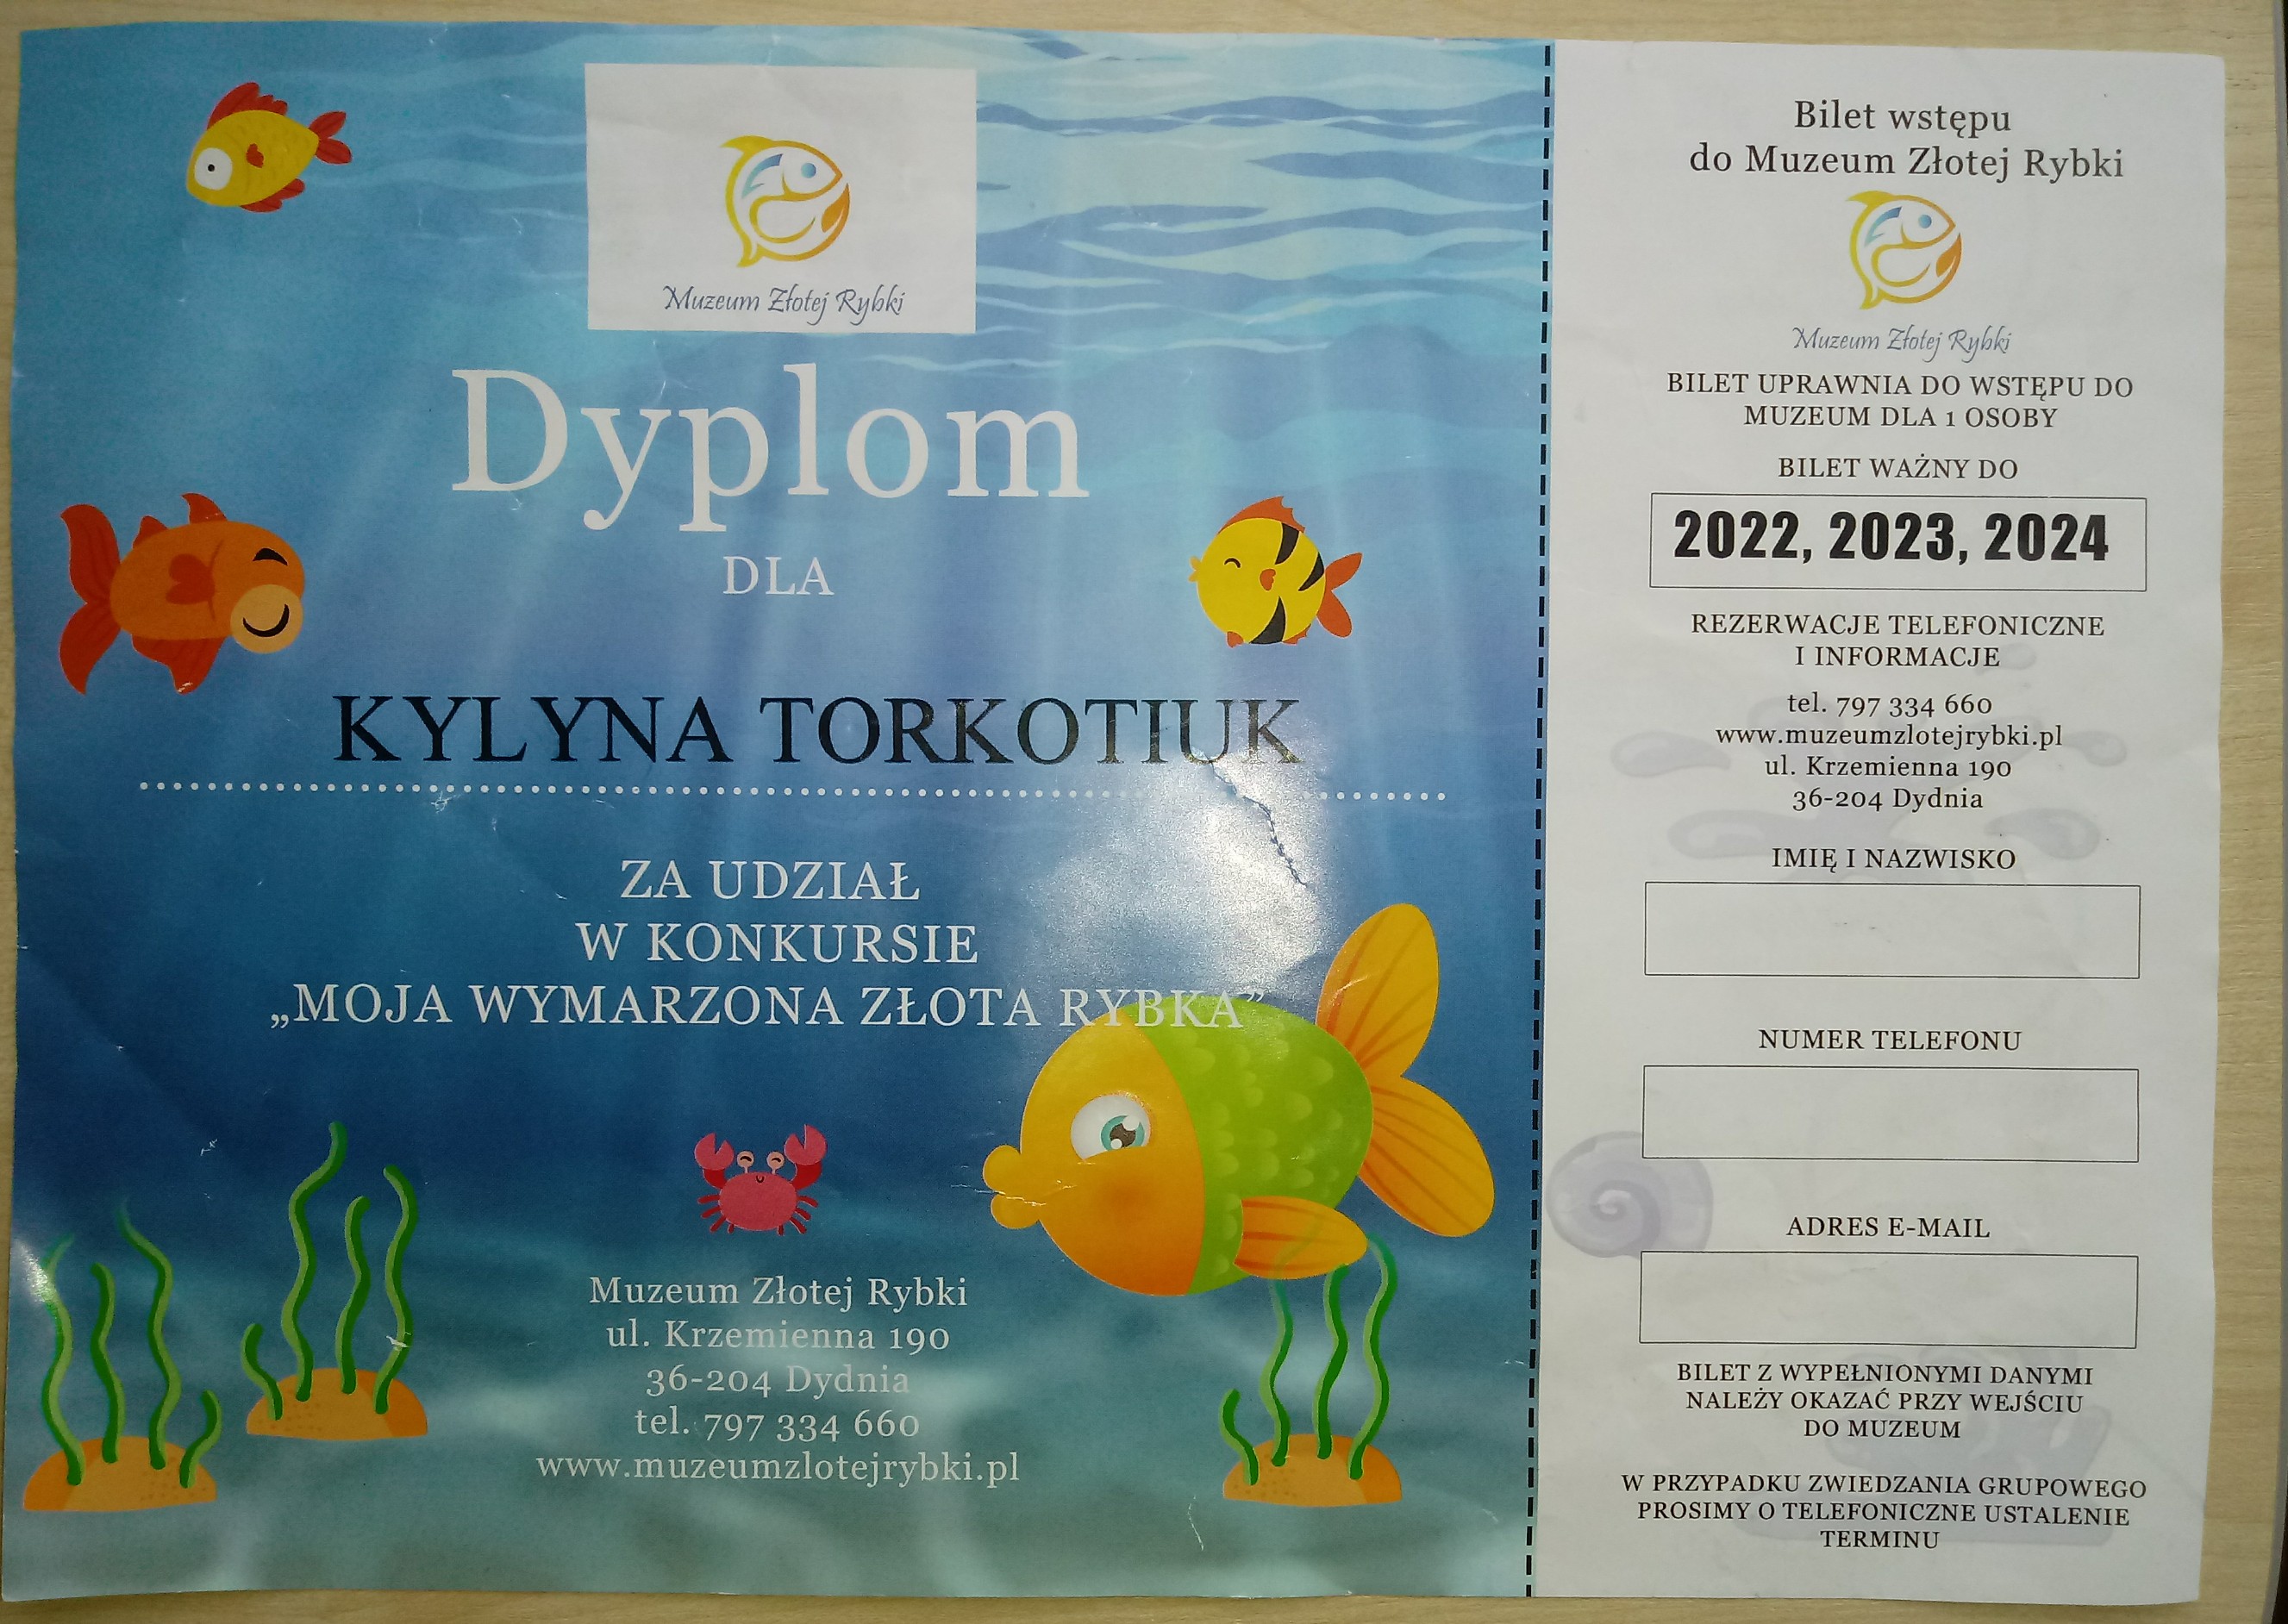 Muzeum Złotej Rybki
Dyplom
DLA
KYLYNA TORKOTIUK
ZA UDZIAŁ
W KONKURSIE
„MOJA WYMARZONA ZŁOTA RYBKA”
Muzeum Złotej Rybki
ul. Krzemienna 190
36-204 Dydnia
tel. 797 334 660
www.muzeumzlotejrybki.pl
Bilet wstępu
do Muzeum Złotej Rybki
Muzeum Złotej Rybki
BILET UPRAWNIA DO WSTĘPU DO
MUZEUM DLA 1 OSOBY
BILET WAŻNY DO
2022, 2023, 2024
REZERWACJE TELEFONICZNE
I INFORMACJE
tel. 797 334 660
www.muzeumzlotejrybki.pl
ul. Krzemienna 190
36-204 Dydnia
IMIĘ I NAZWISKO
NUMER TELEFONU
ADRES E-MAIL
BILET Z WYPEŁNIONYMI DANYMI
NALEŻY OKAZAĆ PRZY WEJŚCIU
DO MUZEUM
W PRZYPADKU ZWIEDZANIA GRUPOWEGO
PROSIMY O TELEFONICZNE USTALENIE
TERMINU